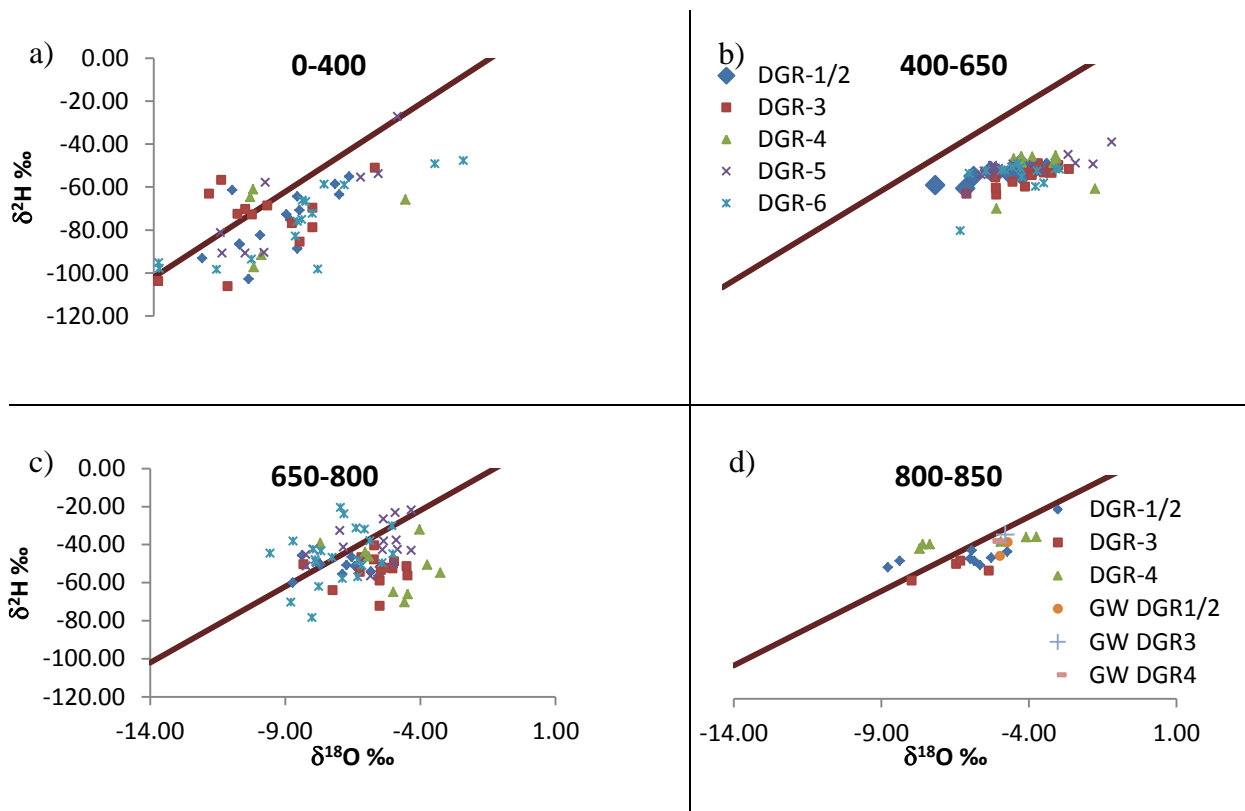 a)
0-400
0.00
-20.00
-40.00
-60.00
-80.00
-100.00
-120.00
δ²H ‰
b)
400-650
DGR-1/2
DGR-3
DGR-4
DGR-5
DGR-6
c)
650-800
0.00
-20.00
-40.00
-60.00
-80.00
-100.00
-120.00
δ²H ‰
-14.00 -9.00 -4.00 1.00
δ¹⁸O ‰
d)
800-850
DGR-1/2
DGR-3
DGR-4
GW DGR1/2
GW DGR3
GW DGR4
-14.00 -9.00 -4.00 1.00
δ¹⁸O ‰